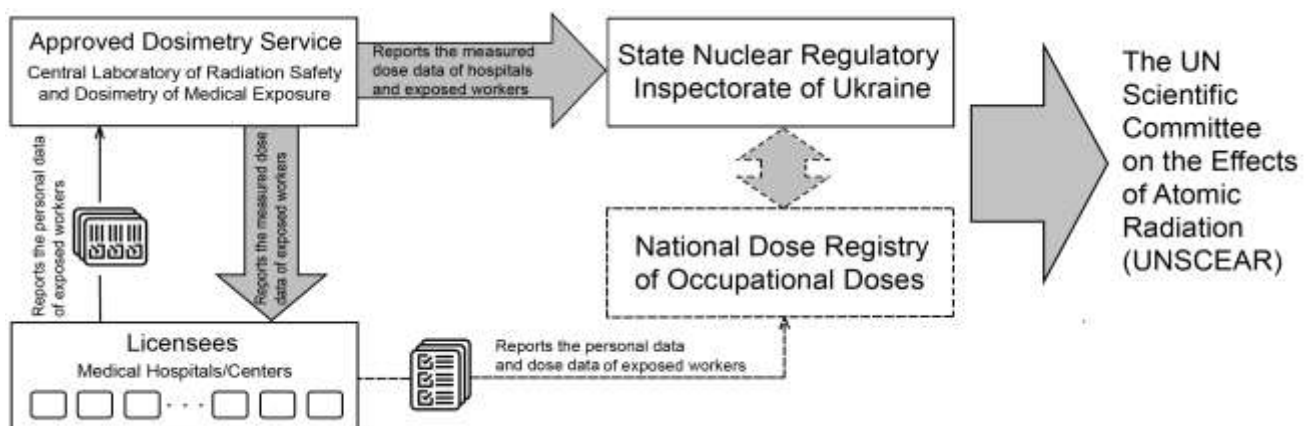 Approved Dosimetry Service
Central Laboratory of Radiation Safety
and Dosimetry of Medical Exposure
Reports the measured
dose data of hospitals
and exposed workers
State Nuclear Regulatory
Inspectorate of Ukraine
The UN
Scientific
Committee
on the Effects
of Atomic
Radiation
(UNSCEAR)
Reports the personal data
of exposed workers
Reports the measured dose
data of exposed workers
National Dose Registry
of Occupational Doses
Licensees
Medical Hospitals/Centers
Reports the personal data
and dose data of exposed workers